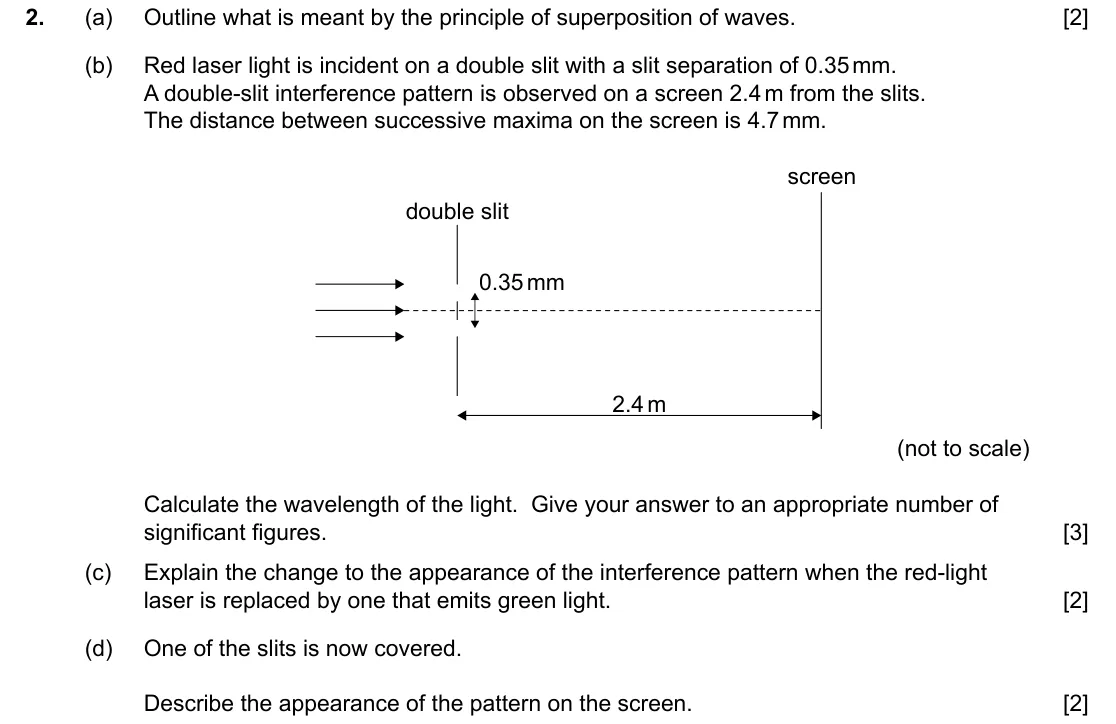 2. (a) Outline what is meant by the principle of superposition of waves. [2]
(b) Red laser light is incident on a double slit with a slit separation of 0.35 mm.
A double-slit interference pattern is observed on a screen 2.4 m from the slits.
The distance between successive maxima on the screen is 4.7 mm.
screen
double slit
0.35 mm
2.4 m
(not to scale)
Calculate the wavelength of the light. Give your answer to an appropriate number of
significant figures. [3]
(c) Explain the change to the appearance of the interference pattern when the red-light
laser is replaced by one that emits green light. [2]
(d) One of the slits is now covered.
Describe the appearance of the pattern on the screen. [2]